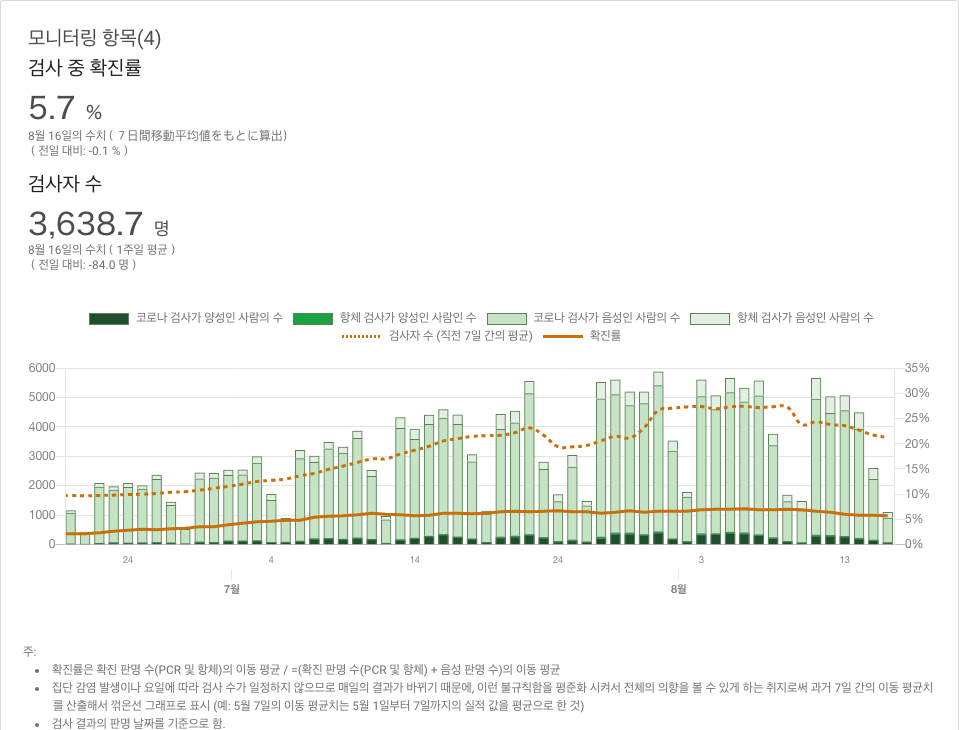 모니터링 항목(4)
검사 중 확진률
5.7 %
8월 16일의 수치 ( ７日間移動平均値をもとに算出)
( 전일 대비: -0.1 % )
검사자 수
3,638.7 명
8월 16일의 수치 ( 1주일 평균 )
( 전일 대비: -84.0 명 )
코로나 검사가 양성인 사람의 수 항체 검사가 양성인 사람인 수 코로나 검사가 음성인 사람의 수 항체 검사가 음성인 사람의 수
검사자 수 (직전 7일 간의 평균) 확진률
6000 35%
5000 30%
4000 25%
3000 20%
2000 15%
1000 10%
0 5%
0%
24 4 14 24 3 13
7월 8월
주:
확진률은 확진 판명 수(PCR 및 항체)의 이동 평균 / =(확진 판명 수(PCR 및 항체) + 음성 판명 수)의 이동 평균
집단 감염 발생이나 요일에 따라 검사 수가 일정하지 않으므로 매일의 결과가 바뀌기 때문에, 이런 불규칙함을 평준화 시켜서 전체의 의향을 볼 수 있게 하는 취지로써 과거 7일 간의 이동 평균치
를 산출해서 꺾은선 그래프로 표시 (예: 5월 7일의 이동 평균치는 5월 1일부터 7일까지의 실적 값을 평균으로 한 것)
검사 결과의 판명 날짜를 기준으로 함.